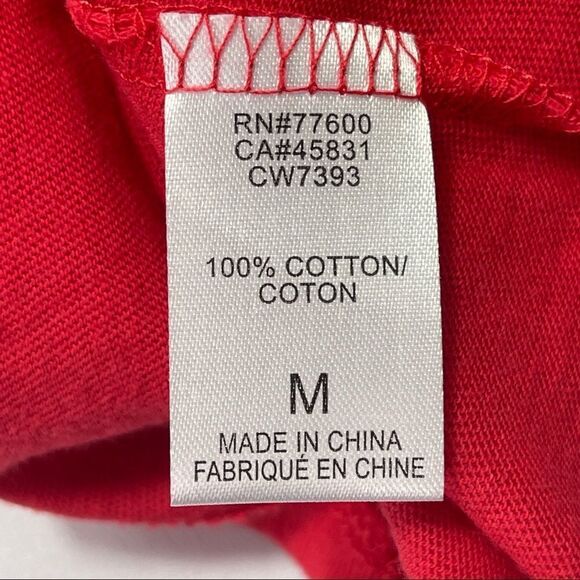 RN#77600
CA#45831
CW7393
100% COTTON/
COTON
M
MADE IN CHINA
FABRIQUÉ EN CHINE